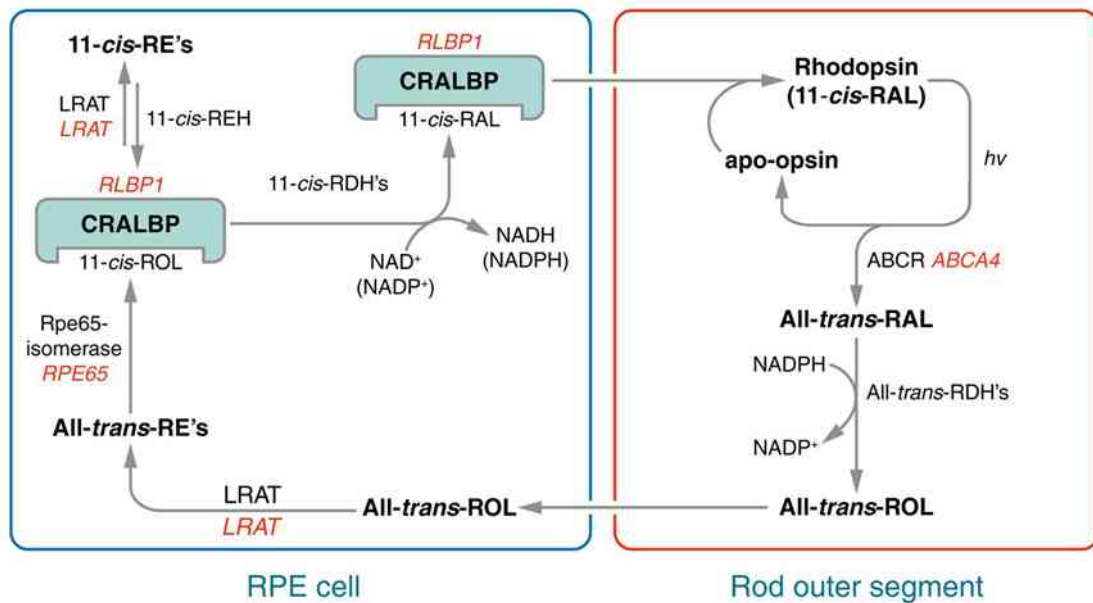 11-cis-RE's
LRAT
LRAT
11-cis-REH
RLBP1
CRALBP
11-cis-ROL
Rpe65-
isomerase
RPE65
All-trans-RE's
LRAT
LRAT
All-trans-ROL
11-cis-RDH's
NAD⁺
(NADP⁺)
NADH
(NADPH)
RLBP1
CRALBP
11-cis-RAL
RPE cell
Rhodopsin
(11-cis-RAL)
apo-opsin
hv
ABCR ABCA4
All-trans-RAL
NADPH
All-trans-RDH's
NADP⁺
All-trans-ROL
Rod outer segment